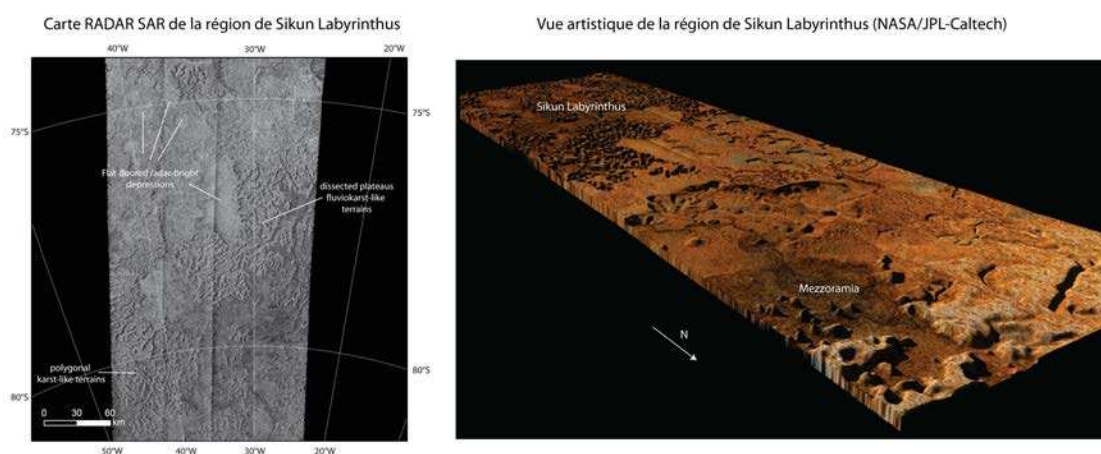 Carte RADAR SAR de la région de Sikun Labyrinthus
Vue artistique de la région de Sikun Labyrinthus (NASA/JPL-Caltech)
40°W
30°W
20°W
75°S
75°S
Flat floored radar-bright
depressions
dissected plateaus
fluviokarst-like
terrains
polygonal
karst-like terrains
80°S
80°S
0 30 60
km
50°W
40°W
30°W
20°W
Sikun Labyrinthus
Mezzoramia
N